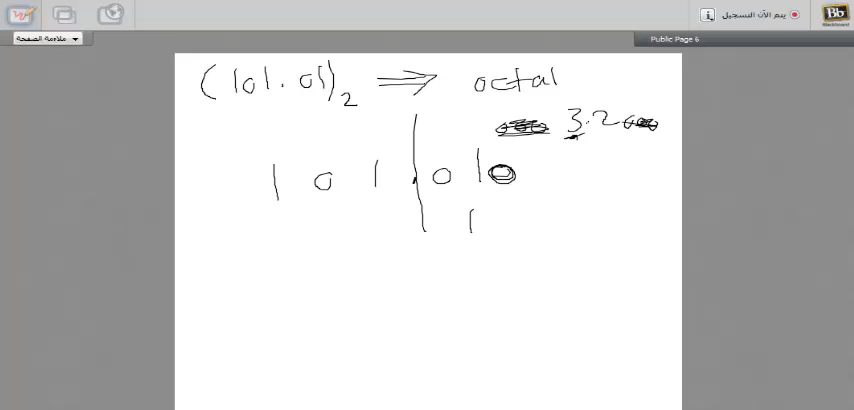 يتم الآن التسجيل
Bb
Blackboard
ملاءمة الصفحة
Public Page 6
(101.01)2 ⇒ octal
3.2
1 0 1 . 0 1 0
1